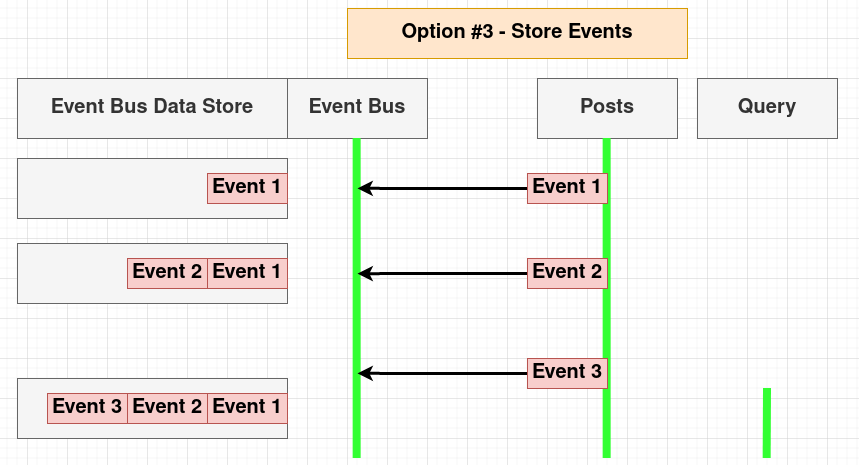 Option #3 - Store Events
Event Bus Data Store
Event Bus
Posts
Query
Event 1
Event 1
Event 2
Event 1
Event 2
Event 3
Event 3
Event 2
Event 1